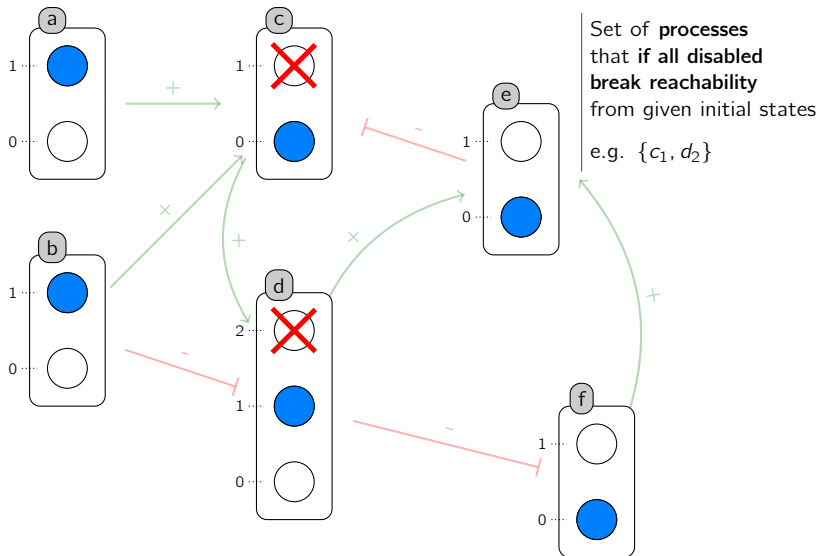 a
c
Set of processes
that if all disabled
break reachability
from given initial states
e.g. {c₁, d₂}
1
0
+
1
0
e
-
1
0
b
×
+
×
1
0
-
d
2
1
0
-
+
f
1
0